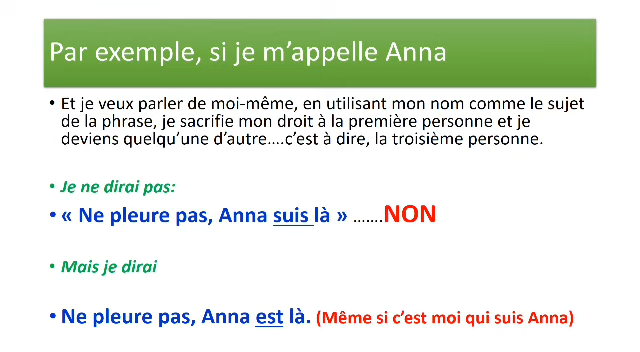 Par exemple, si je m’appelle Anna
• Et je veux parler de moi-même, en utilisant mon nom comme le sujet
de la phrase, je sacrifie mon droit à la première personne et je
deviens quelqu’une d’autre....c’est à dire, la troisième personne.
• Je ne dirai pas:
• « Ne pleure pas, Anna suis là » .......NON
• Mais je dirai
• Ne pleure pas, Anna est là. (Même si c’est moi qui suis Anna)